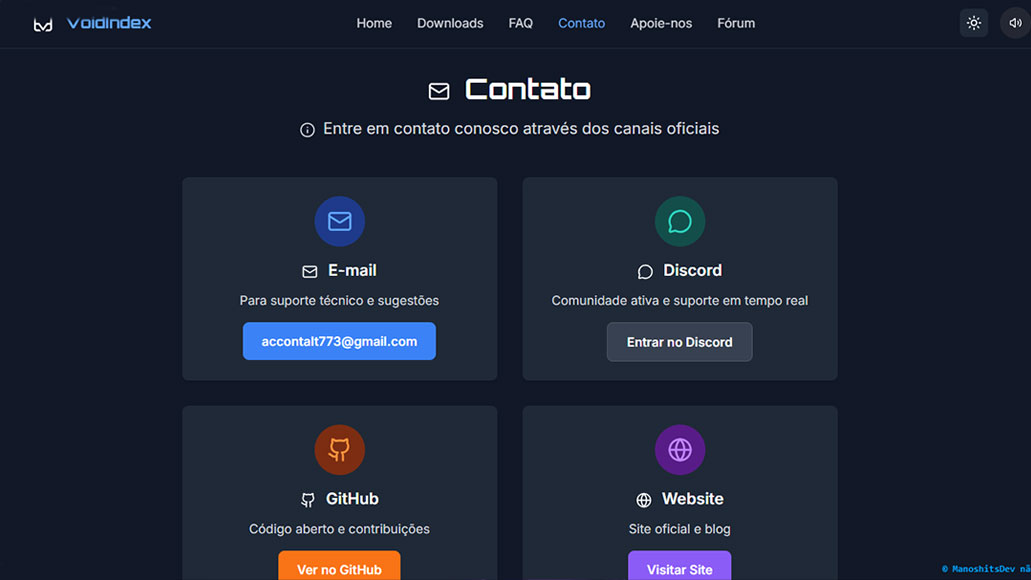 Voidindex
Home Downloads FAQ Contato Apoie-nos Fórum
Contato
Entre em contato conosco através dos canais oficiais
E-mail
Para suporte técnico e sugestões
accontalt773@gmail.com
Discord
Comunidade ativa e suporte em tempo real
Entrar no Discord
GitHub
Código aberto e contribuições
Ver no GitHub
Website
Site oficial e blog
Visitar Site
© ManoshitsDev nã